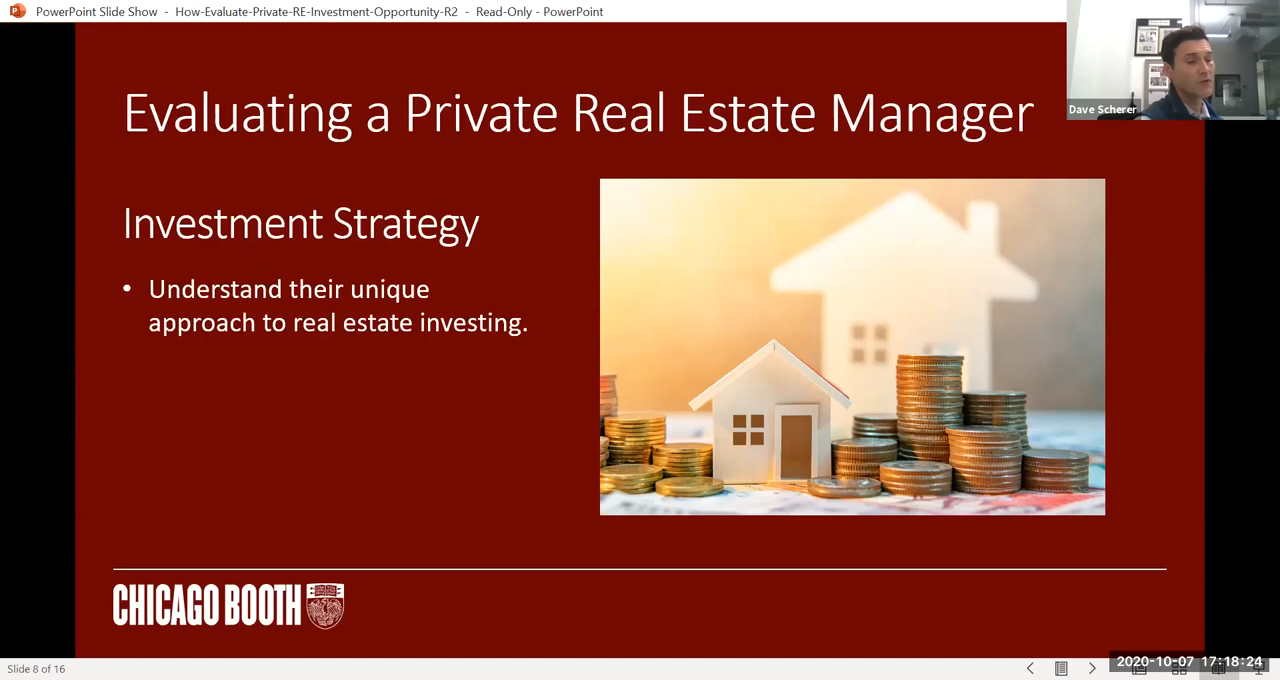 PowerPoint Slide Show - How-Evaluate-Private-RE-Investment-Opportunity-R2 - Read-Only - PowerPoint
Dave Scherer
Evaluating a Private Real Estate Manager
Investment Strategy
• Understand their unique
approach to real estate investing.
CHICAGO BOOTH
Slide 8 of 16
2020-10-07 17:18:24